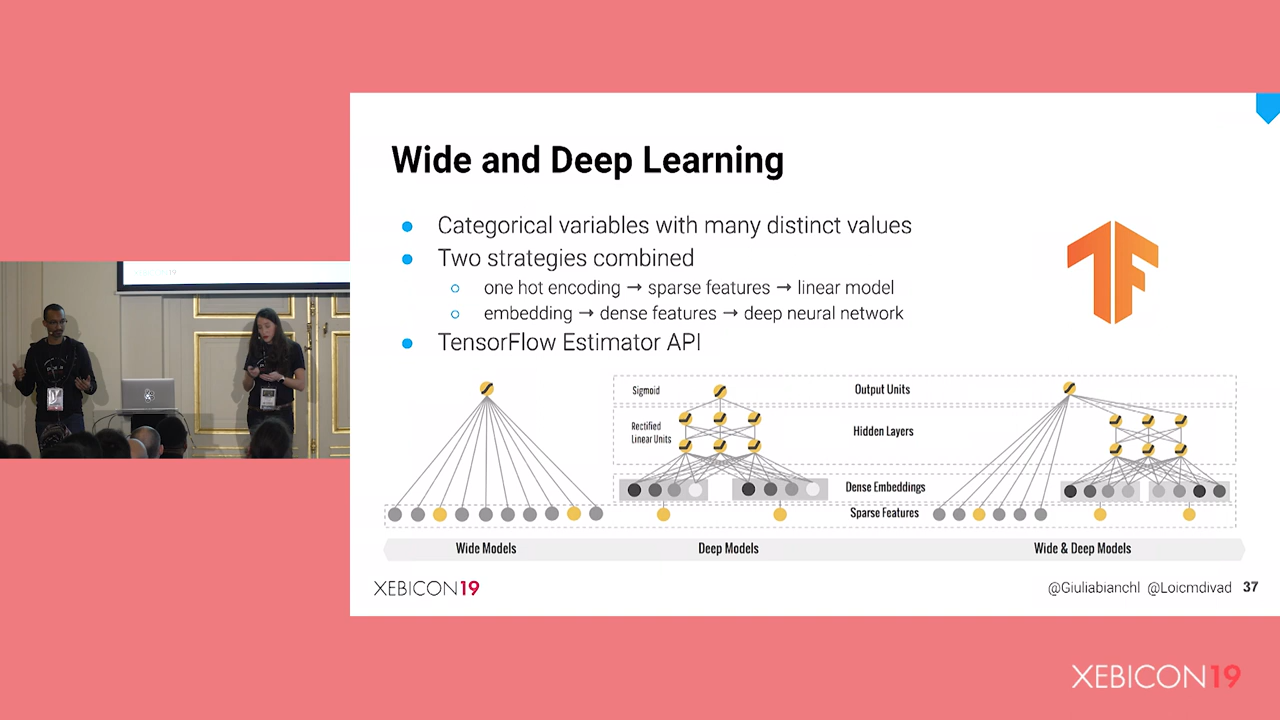 Wide and Deep Learning
Categorical variables with many distinct values
Two strategies combined
one hot encoding → sparse features → linear model
embedding → dense features → deep neural network
TensorFlow Estimator API
Sigmoid
Output Units
Rectified
Linear Units
Hidden Layers
Dense Embeddings
Sparse Features
Wide Models
Deep Models
Wide & Deep Models
XEBICON19
@Giuliabianchl @Loicmdivad 37
XEBICON19